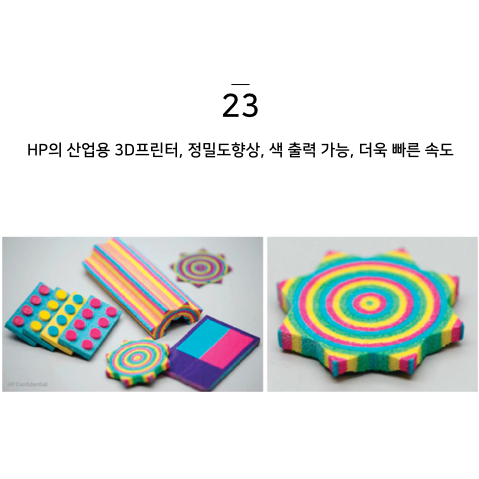 23
HP의 산업용 3D프린터, 정밀도향상, 색 출력 가능, 더욱 빠른 속도
HP Confidential